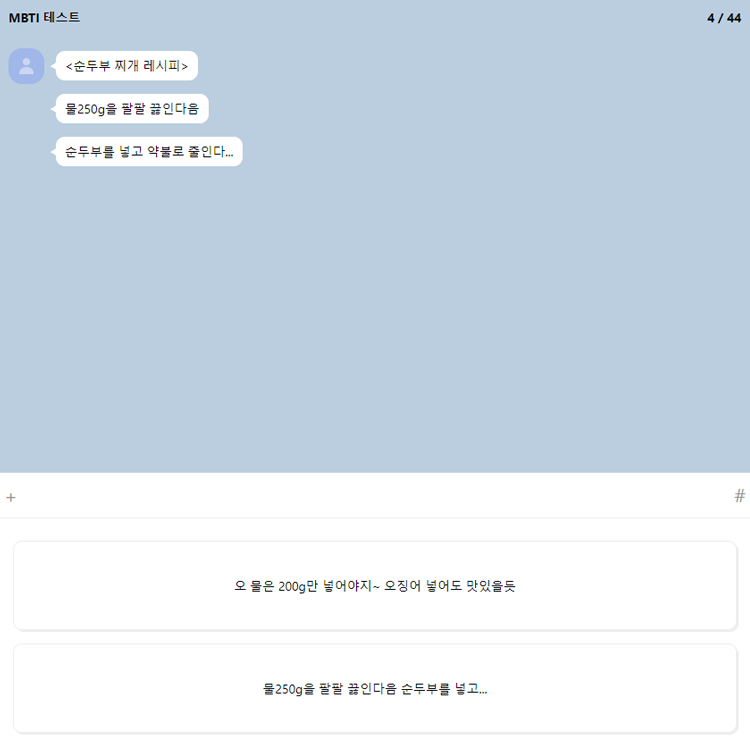 MBTI 테스트
4 / 44
<순두부 찌개 레시피>
물250g을 팔팔 끓인다음
순두부를 넣고 약불로 줄인다...
+
#
오 물은 200g만 넣어야지~ 오징어 넣어도 맛있을듯
물250g을 팔팔 끓인다음 순두부를 넣고...